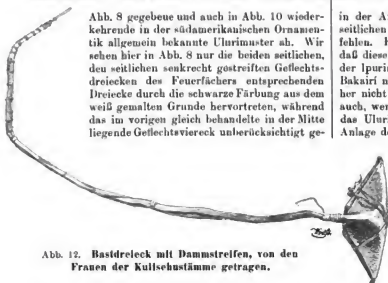 Abb. 8 gegebene und auch in Abb. 10 wieder-
kehrende in der südamerikanischen Ornamen-
tik allgemein bekannte Ulurimuster ab. Wir
sehen hier in Abb. 8 nur die beiden seitlichen,
den seitlichen senkrecht gestreiften Geflechts-
dreiecken des Feuerfächers entsprechenden
Dreiecke durch die schwarze Färbung aus dem
weiß gemalten Grunde hervortreten, während
das im vorigen gleich behandelte in der Mitte
liegende Geflechtsviereck unberücksichtigt ge-
in der A
seitlichen
fehlen.
daß diese
der Ipuri
Bakairí n
her nicht
auch, wer
das Ulur
Anlage d
Abb. 12. Bastdreieck mit Dammstreifen, von den
Frauen der Kulisehustämme getragen.